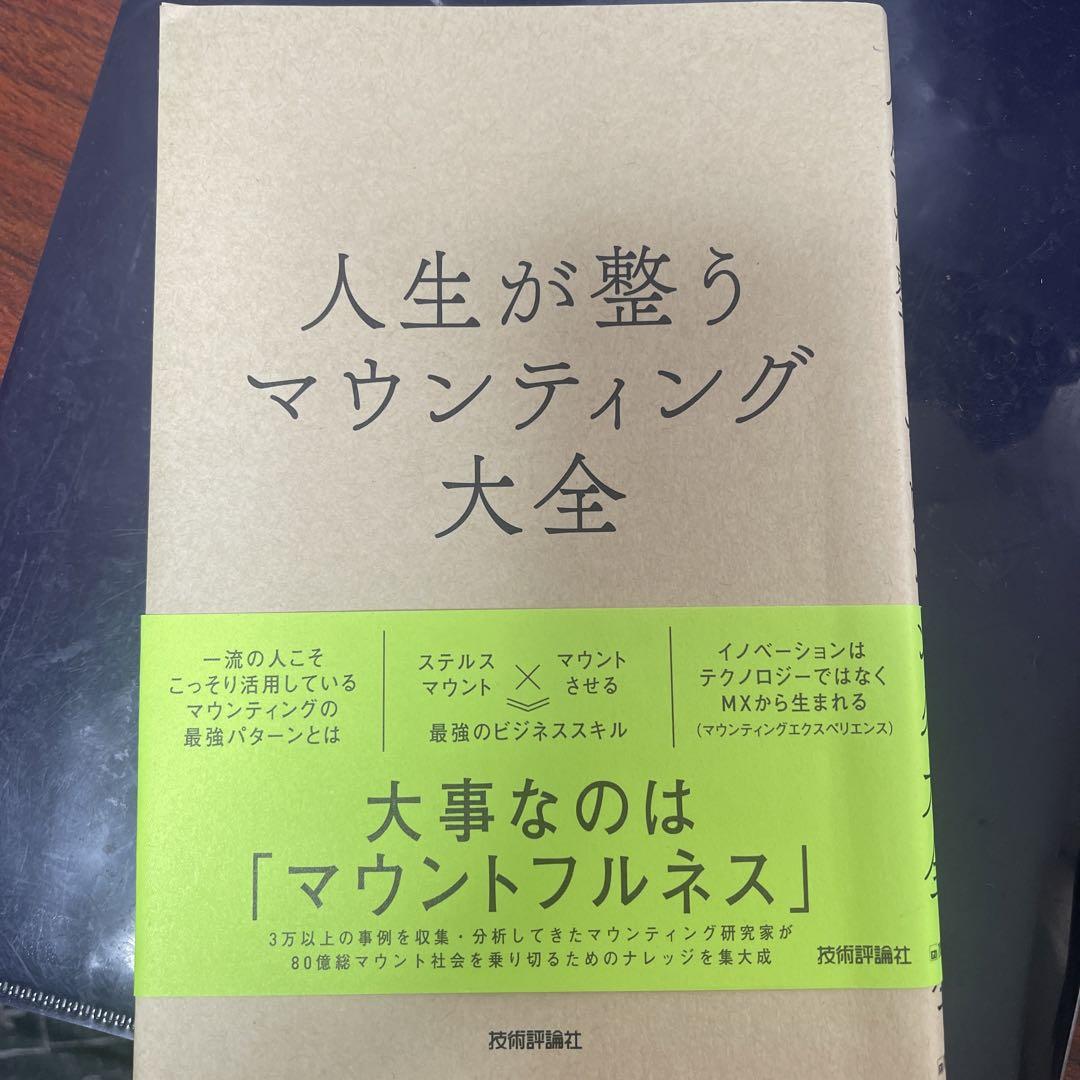 人生が整う
マウンティング
大全
一流の人こそ
こっそり活用している
マウンティングの
最強パターンとは
ステルス
マウント
×
マウント
させる
最強のビジネススキル
イノベーションは
テクノロジーではなく
MXから生まれる
(マウンティングエクスペリエンス)
大事なのは
「マウントフルネス」
3万以上の事例を収集・分析してきたマウンティング研究家が
80億総マウント社会を乗り切るためのナレッジを集大成
技術評論社
技術評論社